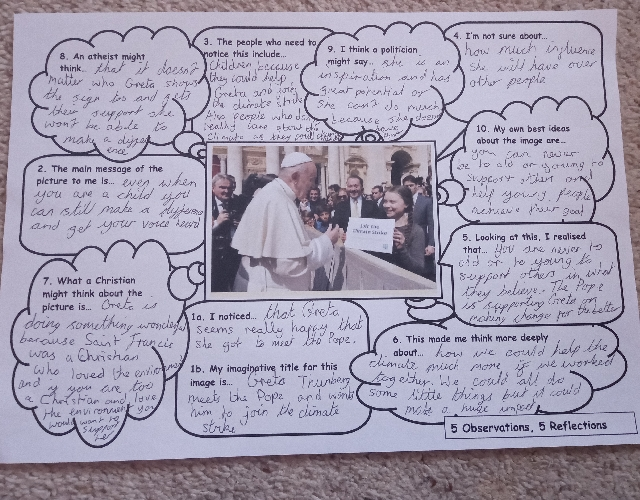 8. An atheist might
think... that it doesn't
matter who Greta shows
the sign too and gets
their support she
won't be able to
make a differ
ence
3. The people who need to
notice this include...
Children, because
they could help
Greta and join
the climate strike
Also people who do
really care about the
climate as they
9. I think a politician
might say... she is an
inspiration and has
great potential or
she can't do much
because she
4. I'm not sure about...
how much influence
she will have over
other people
10. My own best ideas
about the image are...
you can never
be to old or young to
support others and
help young people
achieve their goal
2. The main message of the
picture to me is... even when
you are a child you
can still make a difference
and get your voice heard
5. Looking at this, I realised
that... You are never to
old or to young to
support others in what
they believe. The Pope
is supporting Greta on
making change for the better
7. What a Christian
might think about the
picture is... Greta is
doing something wonderful
because Saint Francis
was a Christian
who loved the environment
and if you are too
a Christian and love
the environment you
would want to
support
her
1a. I noticed... that Greta
seems really happy that
she got to meet the Pope.
1b. My imaginative title for this
image is... Greta Thunberg
meets the Pope and wants
him to join the climate
strike
6. This made me think more deeply
about... how we could help the
climate much more if we worked
together. We could all do
some little things but it could
make a huge impact
JOIN THE
Climate Strike
5 Observations, 5 Reflections